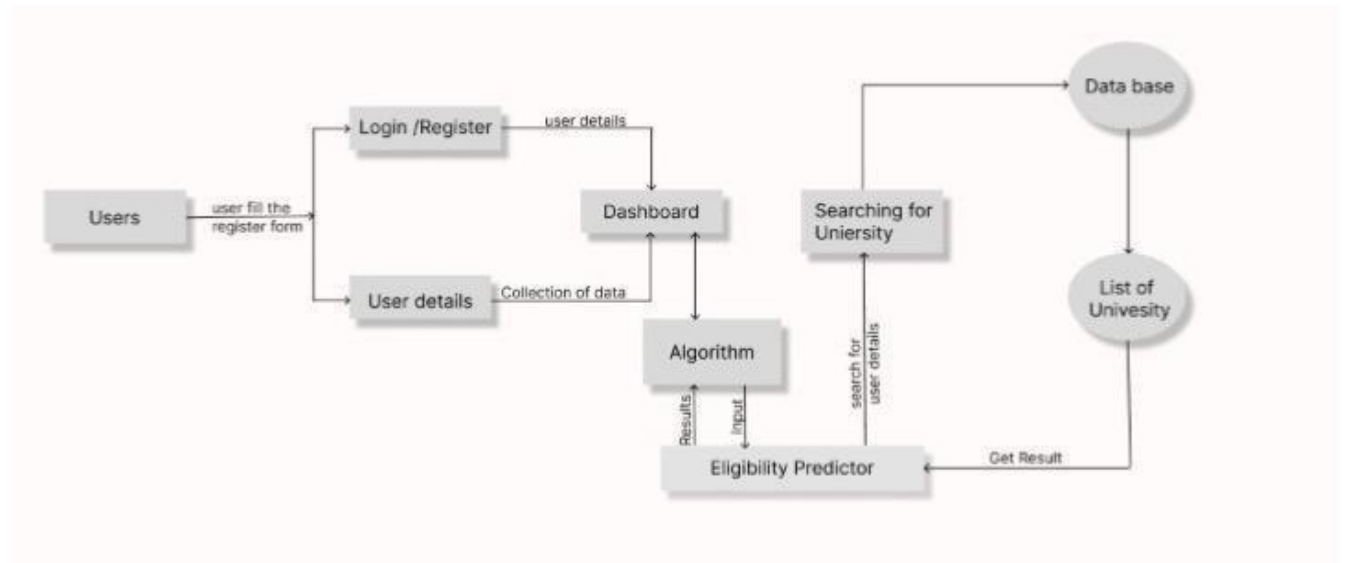 Users
user fill the
register form
Login /Register
user details
User details
Collection of data
Dashboard
Algorithm
Results
input
Eligibility Predictor
search for
user details
Searching for
Uniersity
Data base
List of
Univesity
Get Result